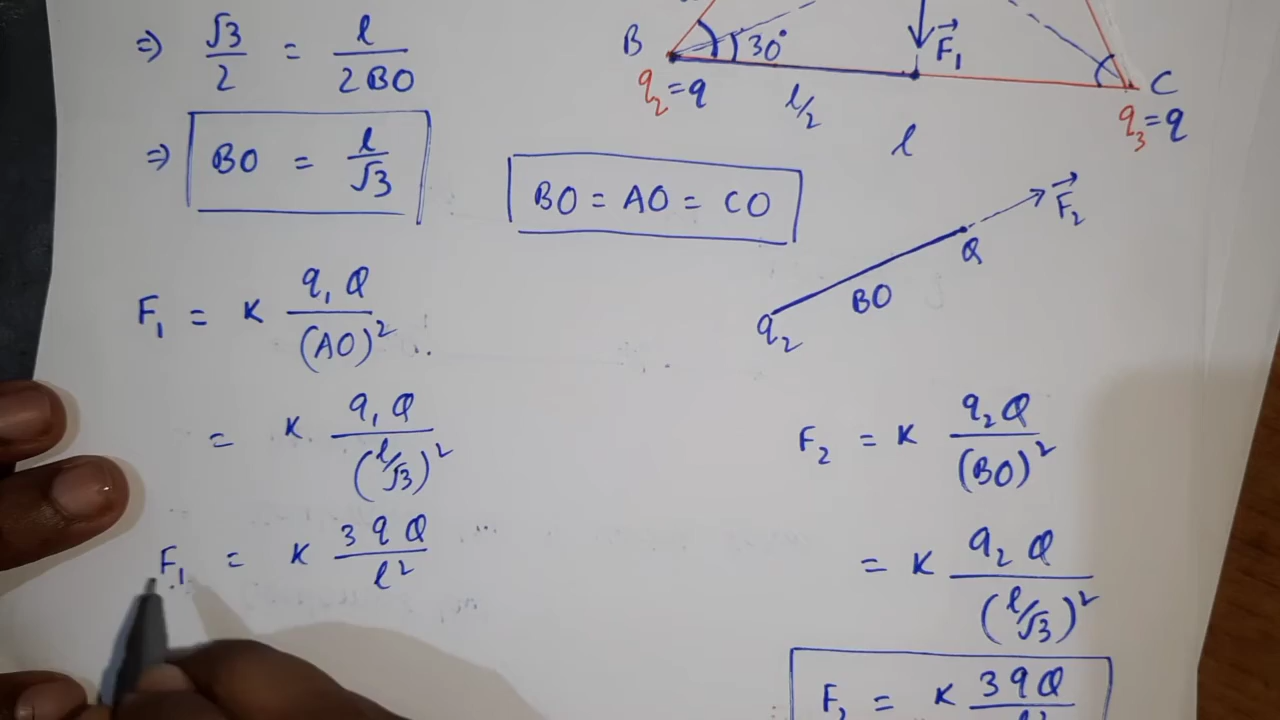 ⇒ √3/2 = l/2BO
⇒ BO = l/√3
BO = AO = CO
B
30°
F⃗₁
C
q₂ = q
l/2
l
q₃ = q
F⃗₂
Q
BO
q₂
F₁ = K q₁Q/(AO)²
= K q₁Q/(l/√3)²
F₁ = K 3qQ/l²
F₂ = K q₂Q/(BO)²
= K q₂Q/(l/√3)²
F₂ = K 3qQ/l²